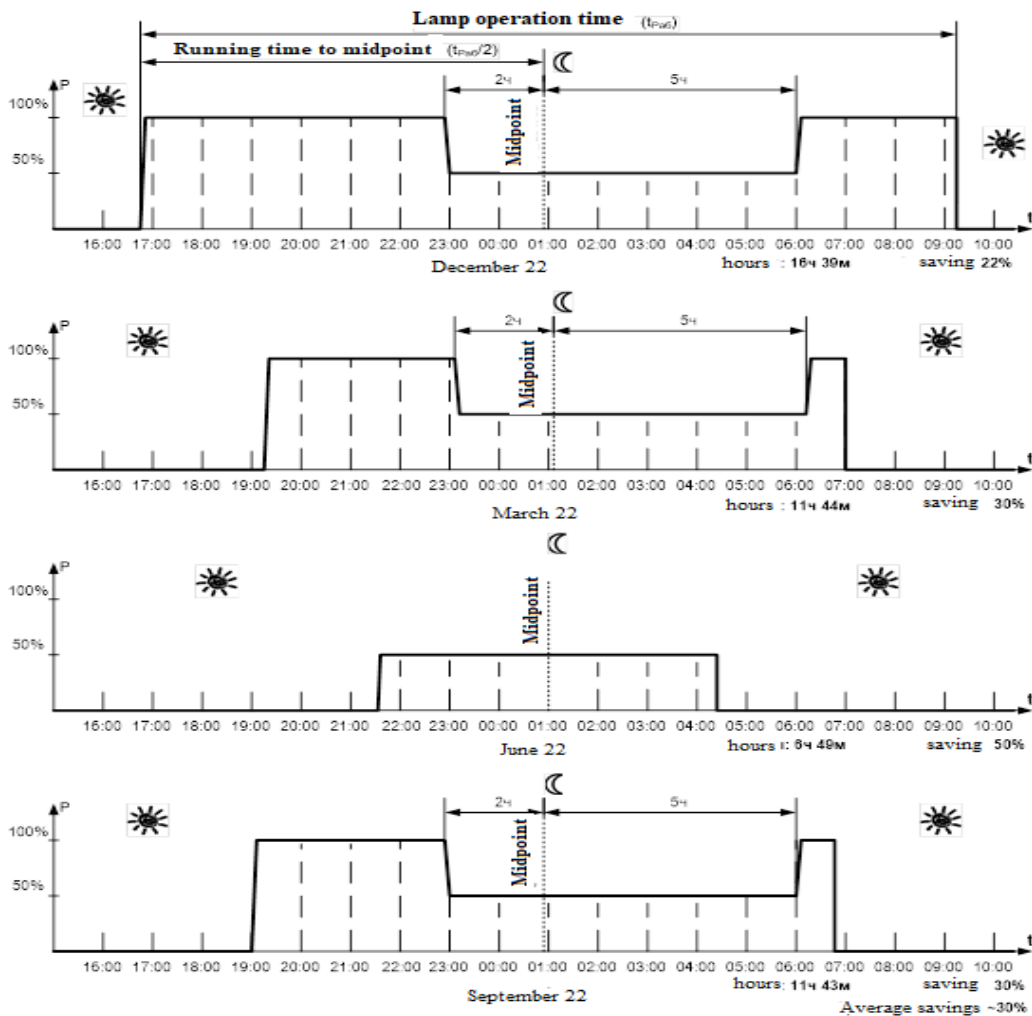 Lamp operation time (tРаб)
Running time to midpoint (tРаб/2)
P
2ч 5ч
100%
Midpoint
50%
t
16:00 17:00 18:00 19:00 20:00 21:00 22:00 23:00 00:00 01:00 02:00 03:00 04:00 05:00 06:00 07:00 08:00 09:00 10:00
December 22 hours : 16ч 39м saving 22%
P
2ч 5ч
100%
Midpoint
50%
t
16:00 17:00 18:00 19:00 20:00 21:00 22:00 23:00 00:00 01:00 02:00 03:00 04:00 05:00 06:00 07:00 08:00 09:00 10:00
March 22 hours : 11ч 44м saving 30%
P
100%
Midpoint
50%
t
16:00 17:00 18:00 19:00 20:00 21:00 22:00 23:00 00:00 01:00 02:00 03:00 04:00 05:00 06:00 07:00 08:00 09:00 10:00
June 22 hours : 6ч 49м saving 50%
P
2ч 5ч
100%
Midpoint
50%
t
16:00 17:00 18:00 19:00 20:00 21:00 22:00 23:00 00:00 01:00 02:00 03:00 04:00 05:00 06:00 07:00 08:00 09:00 10:00
September 22 hours: 11ч 43м saving 30%
Average savings ~30%